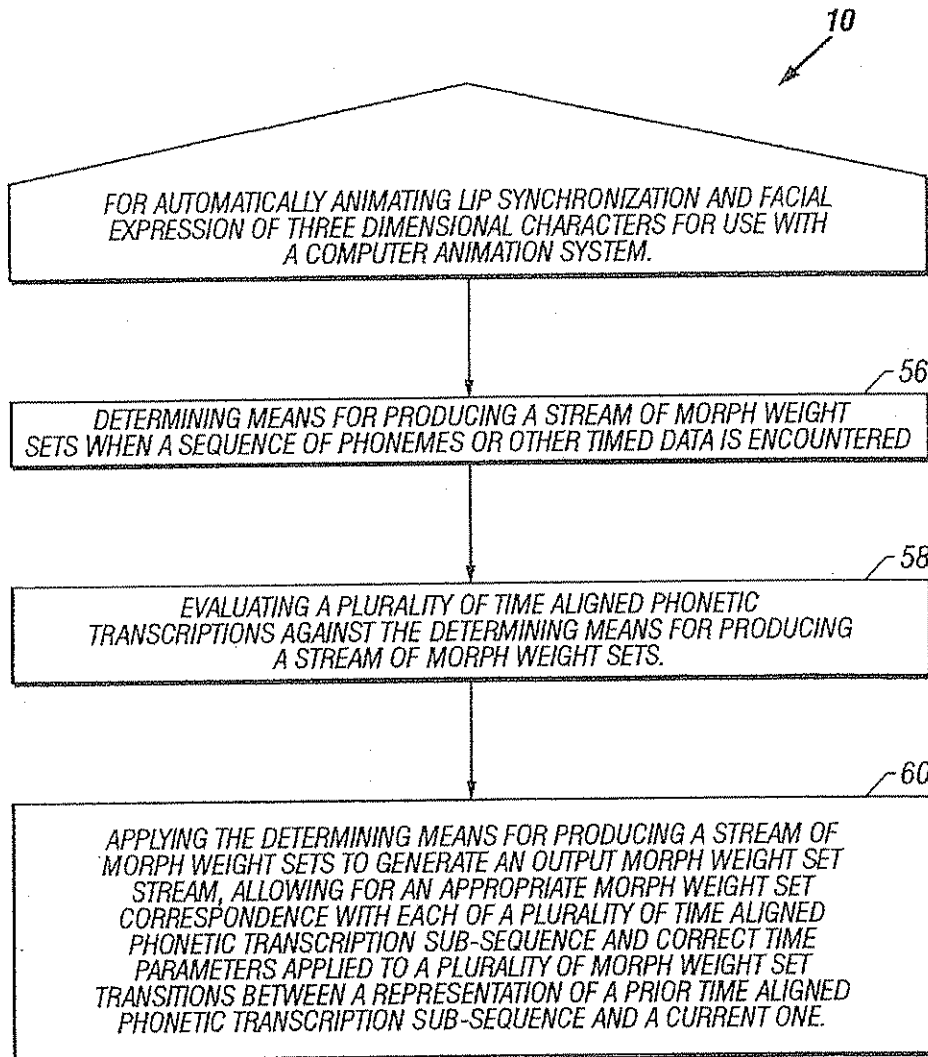 10
FOR AUTOMATICALLY ANIMATING LIP SYNCHRONIZATION AND FACIAL
EXPRESSION OF THREE DIMENSIONAL CHARACTERS FOR USE WITH
A COMPUTER ANIMATION SYSTEM.
56
DETERMINING MEANS FOR PRODUCING A STREAM OF MORPH WEIGHT
SETS WHEN A SEQUENCE OF PHONEMES OR OTHER TIMED DATA IS ENCOUNTERED
58
EVALUATING A PLURALITY OF TIME ALIGNED PHONETIC
TRANSCRIPTIONS AGAINST THE DETERMINING MEANS FOR PRODUCING
A STREAM OF MORPH WEIGHT SETS.
60
APPLYING THE DETERMINING MEANS FOR PRODUCING A STREAM OF
MORPH WEIGHT SETS TO GENERATE AN OUTPUT MORPH WEIGHT SET
STREAM, ALLOWING FOR AN APPROPRIATE MORPH WEIGHT SET
CORRESPONDENCE WITH EACH OF A PLURALITY OF TIME ALIGNED
PHONETIC TRANSCRIPTION SUB-SEQUENCE AND CORRECT TIME
PARAMETERS APPLIED TO A PLURALITY OF MORPH WEIGHT SET
TRANSITIONS BETWEEN A REPRESENTATION OF A PRIOR TIME ALIGNED
PHONETIC TRANSCRIPTION SUB-SEQUENCE AND A CURRENT ONE.